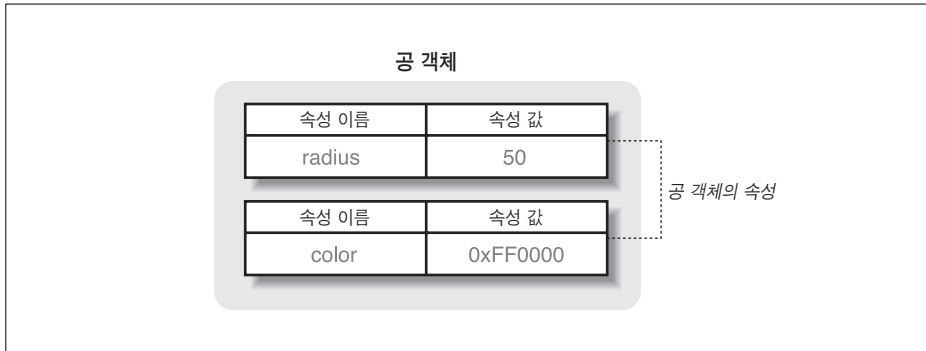 공 객체
속성 이름 속성 값
radius 50
속성 이름 속성 값
color 0xFF0000
공 객체의 속성